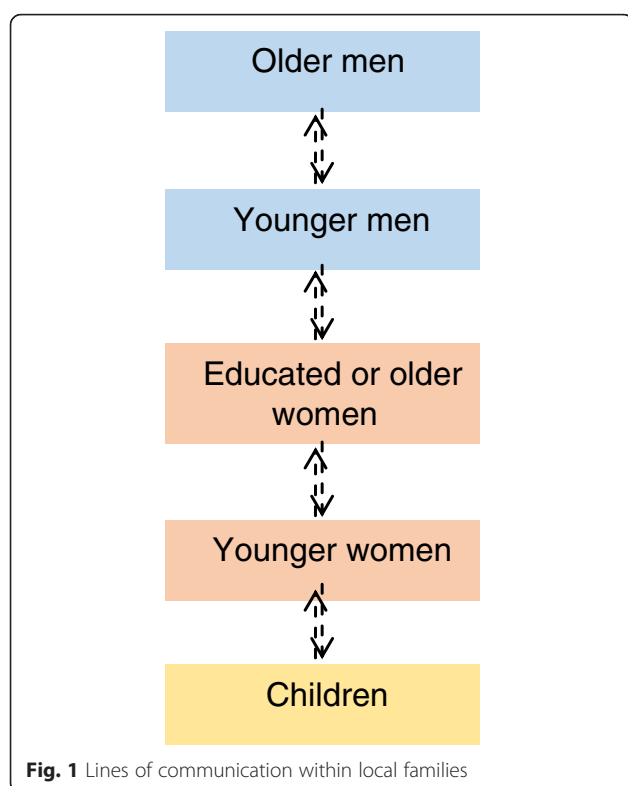 Older men
Younger men
Educated or older
women
Younger women
Children
Fig. 1 Lines of communication within local families